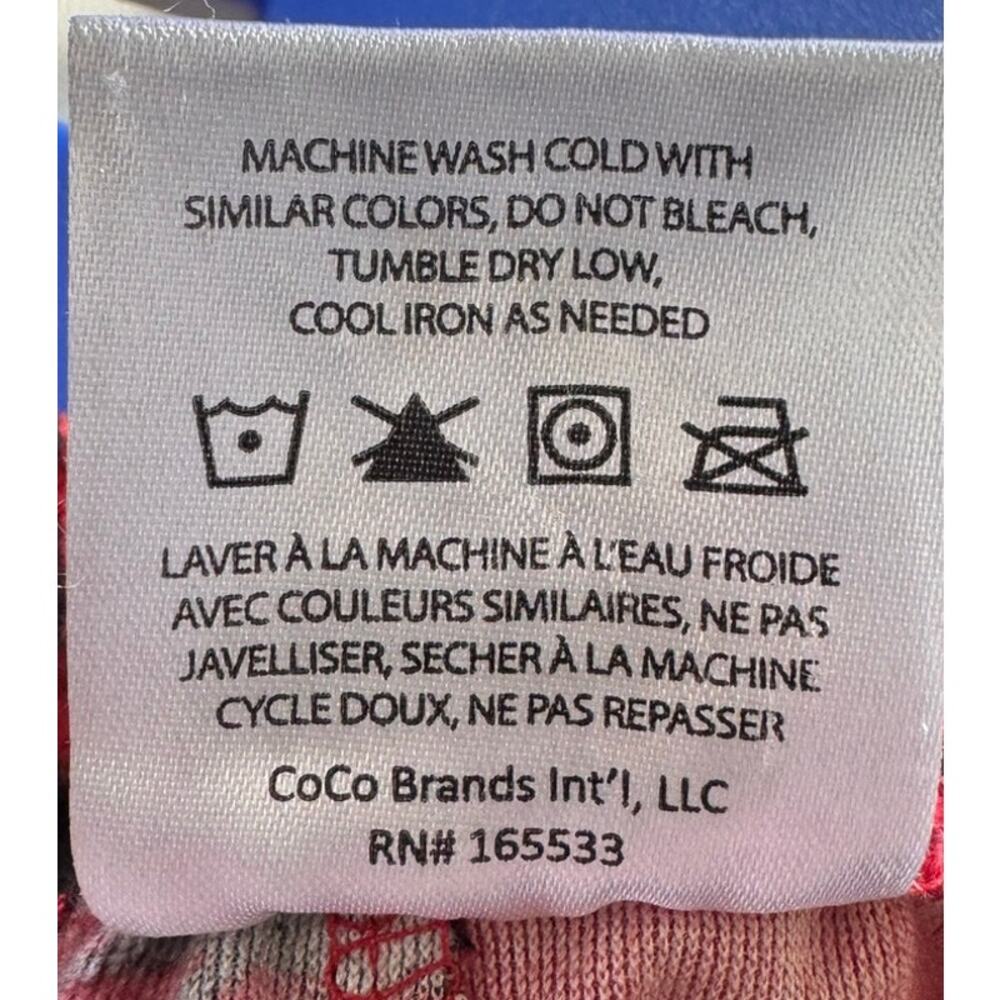 MACHINE WASH COLD WITH
SIMILAR COLORS, DO NOT BLEACH,
TUMBLE DRY LOW,
COOL IRON AS NEEDED
LAVER À LA MACHINE À L'EAU FROIDE
AVEC COULEURS SIMILAIRES, NE PAS
JAVELLISER, SECHER À LA MACHINE
CYCLE DOUX, NE PAS REPASSER
CoCo Brands Int'l, LLC
RN# 165533